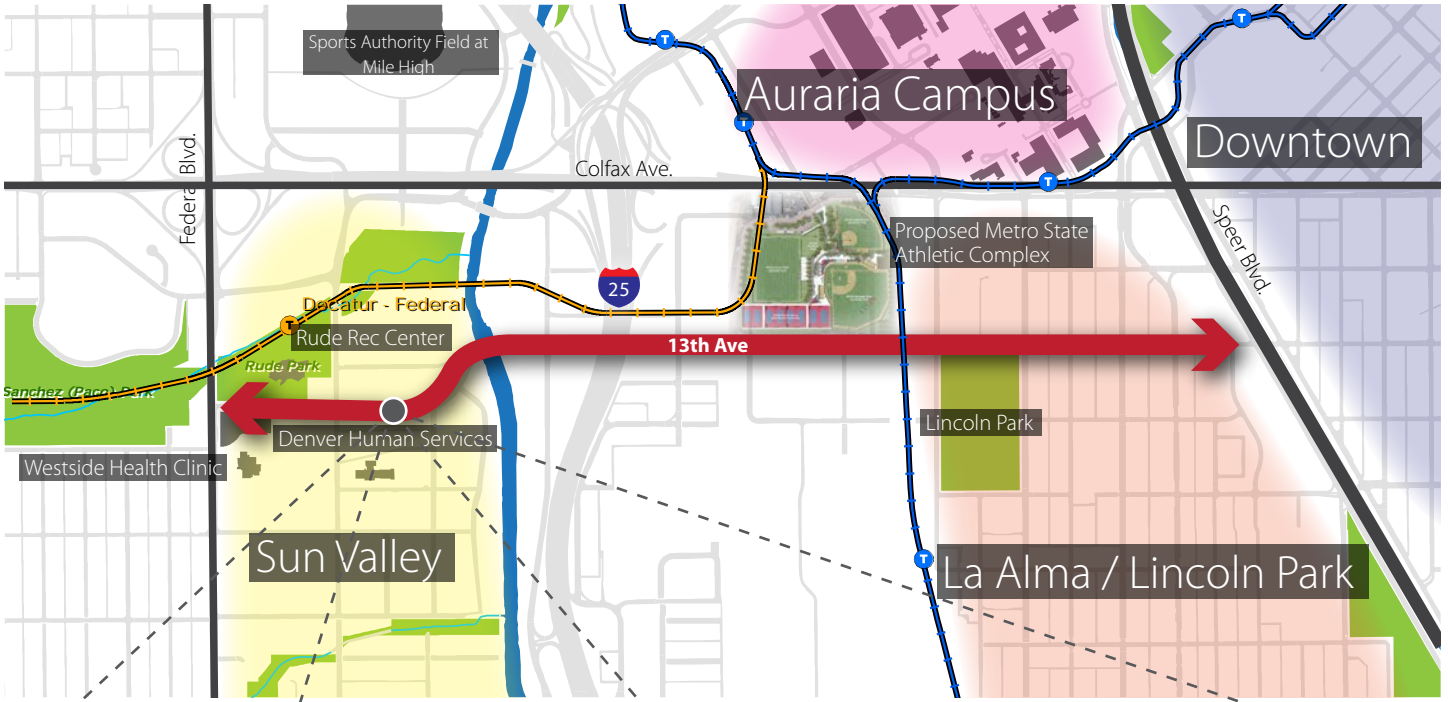 Sports Authority Field at
Mile High
T
T
Auraria Campus
T
Downtown
Federal Blvd.
Colfax Ave.
T
Speer Blvd.
Proposed Metro State
Athletic Complex
25
Decatur - Federal
T
Rude Rec Center
13th Ave
Rude Park
Sanchez (Paco) Park
Lincoln Park
Denver Human Services
Westside Health Clinic
Sun Valley
T
La Alma / Lincoln Park